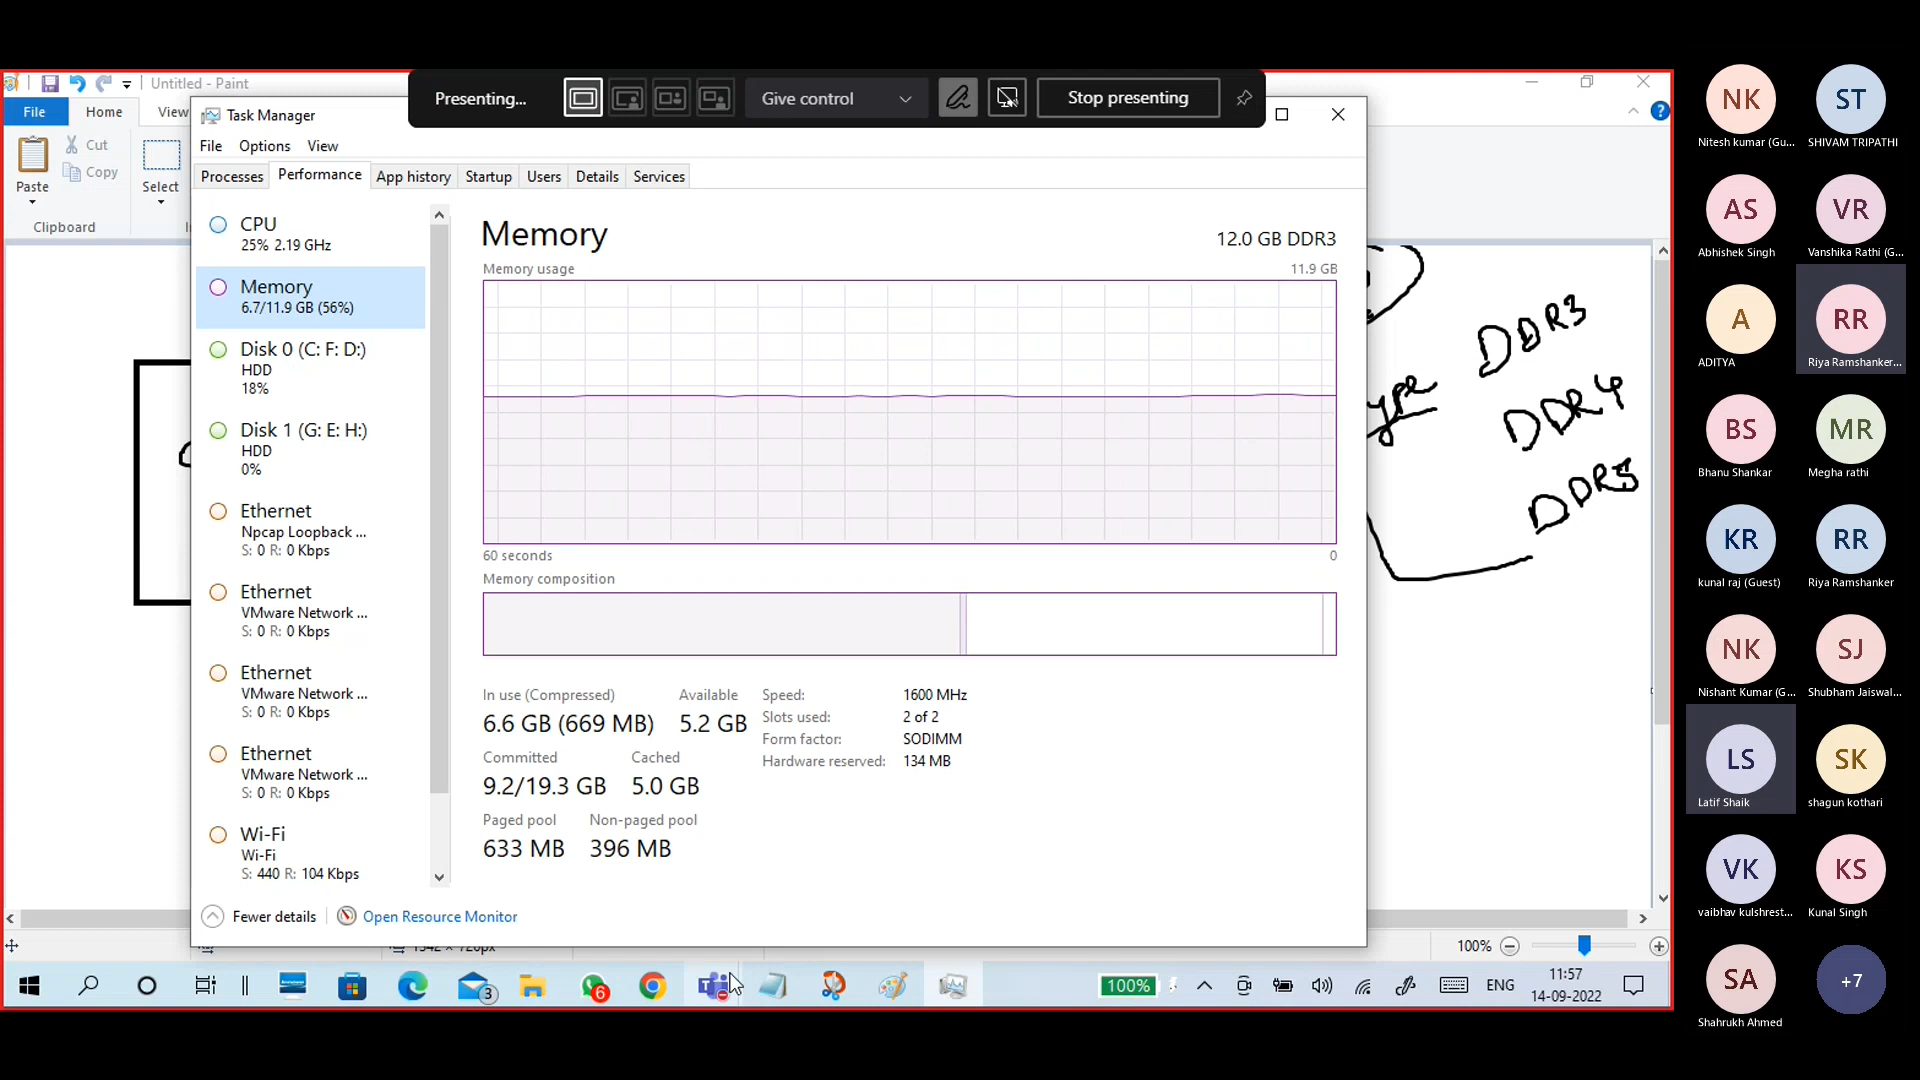 Untitled - Paint
File
Home
View
Paste
Cut
Copy
Select
Clipboard
Presenting...
Give control
Stop presenting
Task Manager
File Options View
Processes Performance App history Startup Users Details Services
CPU
25% 2.19 GHz
Memory
6.7/11.9 GB (56%)
Disk 0 (C: F: D:)
HDD
18%
Disk 1 (G: E: H:)
HDD
0%
Ethernet
Npcap Loopback ...
S: 0 R: 0 Kbps
Ethernet
VMware Network ...
S: 0 R: 0 Kbps
Ethernet
VMware Network ...
S: 0 R: 0 Kbps
Ethernet
VMware Network ...
S: 0 R: 0 Kbps
Wi-Fi
Wi-Fi
S: 440 R: 104 Kbps
Memory 12.0 GB DDR3
Memory usage 11.9 GB
60 seconds 0
Memory composition
In use (Compressed) Available
6.6 GB (669 MB) 5.2 GB
Committed Cached
9.2/19.3 GB 5.0 GB
Paged pool Non-paged pool
633 MB 396 MB
Speed: 1600 MHz
Slots used: 2 of 2
Form factor: SODIMM
Hardware reserved: 134 MB
Fewer details Open Resource Monitor
DDR3
DDR4
DDR5
ype
100%
3
6
100%
ENG
11:57
14-09-2022
NK ST
Nitesh kumar (Gu... SHIVAM TRIPATHI
AS VR
Abhishek Singh Vanshika Rathi (G...
A RR
ADITYA Riya Ramshanker...
BS MR
Bhanu Shankar Megha rathi
KR RR
kunal raj (Guest) Riya Ramshanker
NK SJ
Nishant Kumar (G... Shubham Jaiswal...
LS SK
Latif Shaik shagun kothari
VK KS
vaibhav kulshrest... Kunal Singh
SA +7
Shahrukh Ahmed